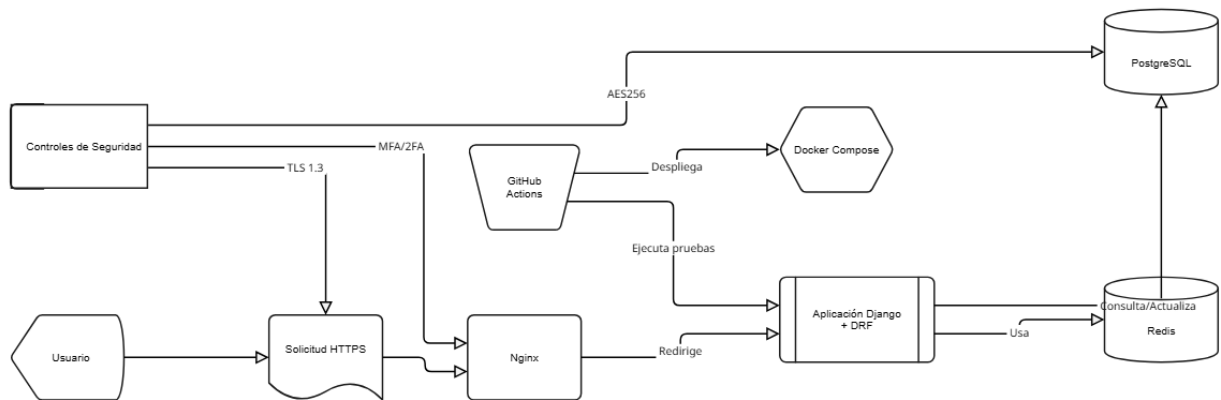 PostgreSQL
AES256
Controles de Seguridad
MFA/2FA
TLS 1.3
GitHub
Actions
Despliega
Docker Compose
Ejecuta pruebas
Aplicación Django
+ DRF
Consulta/Actualiza
Usa
Redis
Usuario
Solicitud HTTPS
Nginx
Redirige